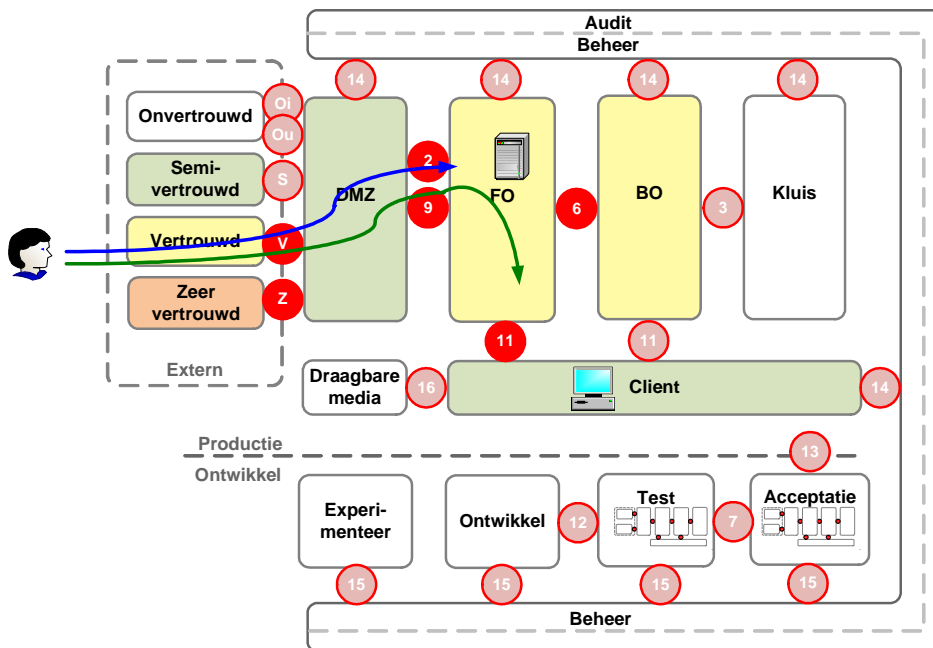 Audit
Beheer
14
14
14
14
Oi
Onvertrouwd
Ou
Semi-
vertrouwd
S
2
DMZ
9
FO
6
BO
3
Kluis
Vertrouwd
V
Zeer
vertrouwd
Z
11
11
Extern
Draagbare
media
16
Client
14
Productie
13
Ontwikkel
Experi-
menteer
Ontwikkel
12
Test
7
Acceptatie
15
15
15
15
Beheer